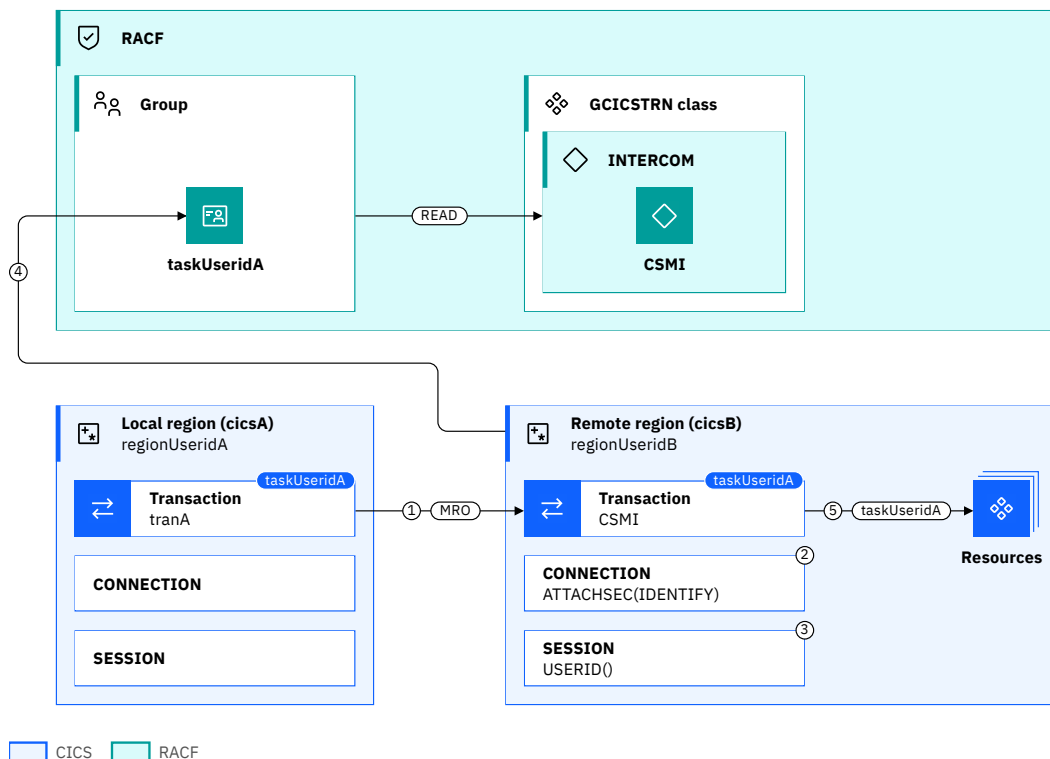 RACF
Group
GCICSTRN class
INTERCOM
READ
taskUseridA
CSMI
4
Local region (cicsA)
regionUseridA
Remote region (cicsB)
regionUseridB
taskUseridA
Transaction
tranA
1
MRO
taskUseridA
Transaction
CSMI
5
taskUseridA
Resources
CONNECTION
2
CONNECTION
ATTACHSEC(IDENTIFY)
SESSION
3
SESSION
USERID()
CICS
RACF